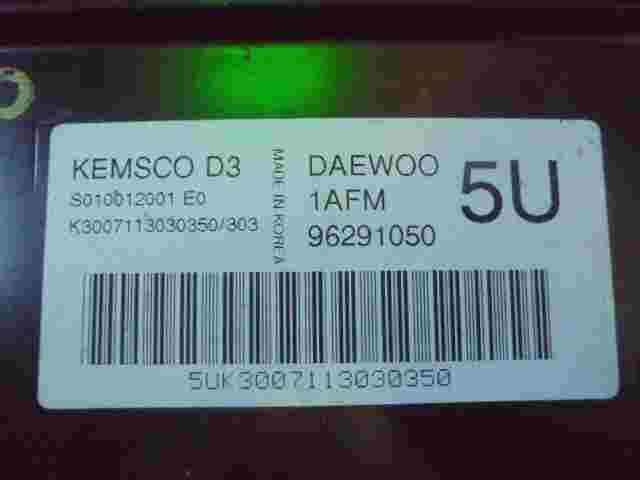 KEMSCO D3
S010012001 E0
K3007113030350/303
MADE IN KOREA
DAEWOO
1AFM
96291050
5U
5UK3007113030350